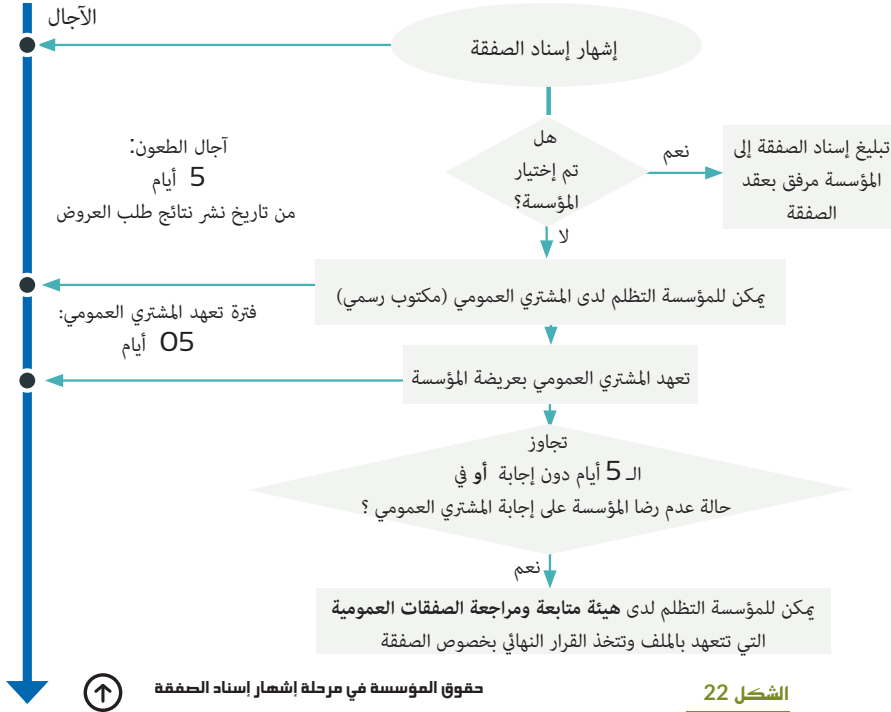 الآجال
إشهار إسناد الصفقة
هل
تم إختيار
المؤسسة؟
نعم
تبليغ إسناد الصفقة إلى
المؤسسة مرفق بعقد
الصفقة
آجال الطعون:
5 أيام
من تاريخ نشر نتائج طلب العروض
لا
يمكن للمؤسسة التظلم لدى المشتري العمومي (مكتوب رسمي)
فترة تعهد المشتري العمومي:
05 أيام
تعهد المشتري العمومي بعريضة المؤسسة
تجاوز
الـ 5 أيام دون إجابة أو في
حالة عدم رضا المؤسسة على إجابة المشتري العمومي ؟
نعم
يمكن للمؤسسة التظلم لدى هيئة متابعة ومراجعة الصفقات العمومية
التي تتعهد بالملف وتتخذ القرار النهائي بخصوص الصفقة
الشكل 22
حقوق المؤسسة في مرحلة إشهار إسناد الصفقة